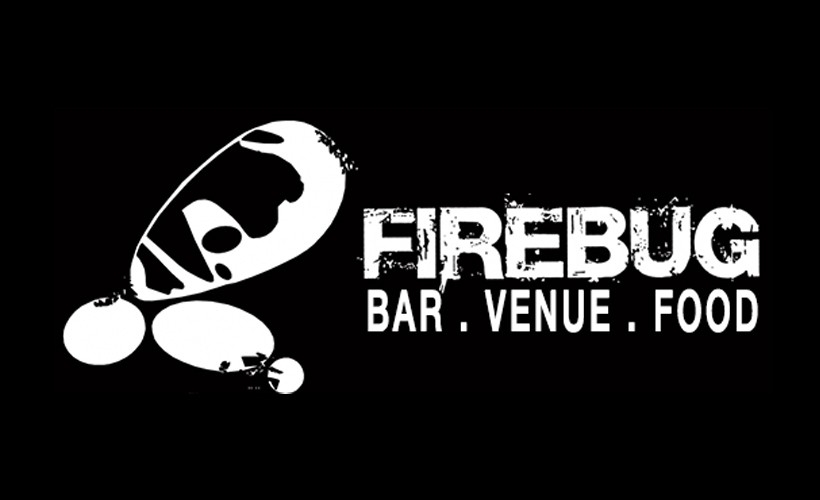 FIREBUG
BAR . VENUE . FOOD